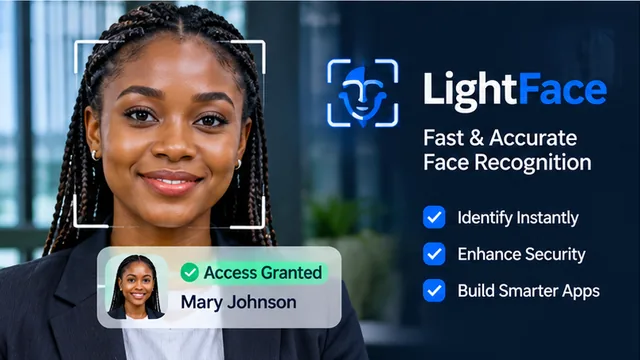 LightFace
Fast & Accurate
Face Recognition
Identify Instantly
Enhance Security
Build Smarter Apps
Access Granted
Mary Johnson